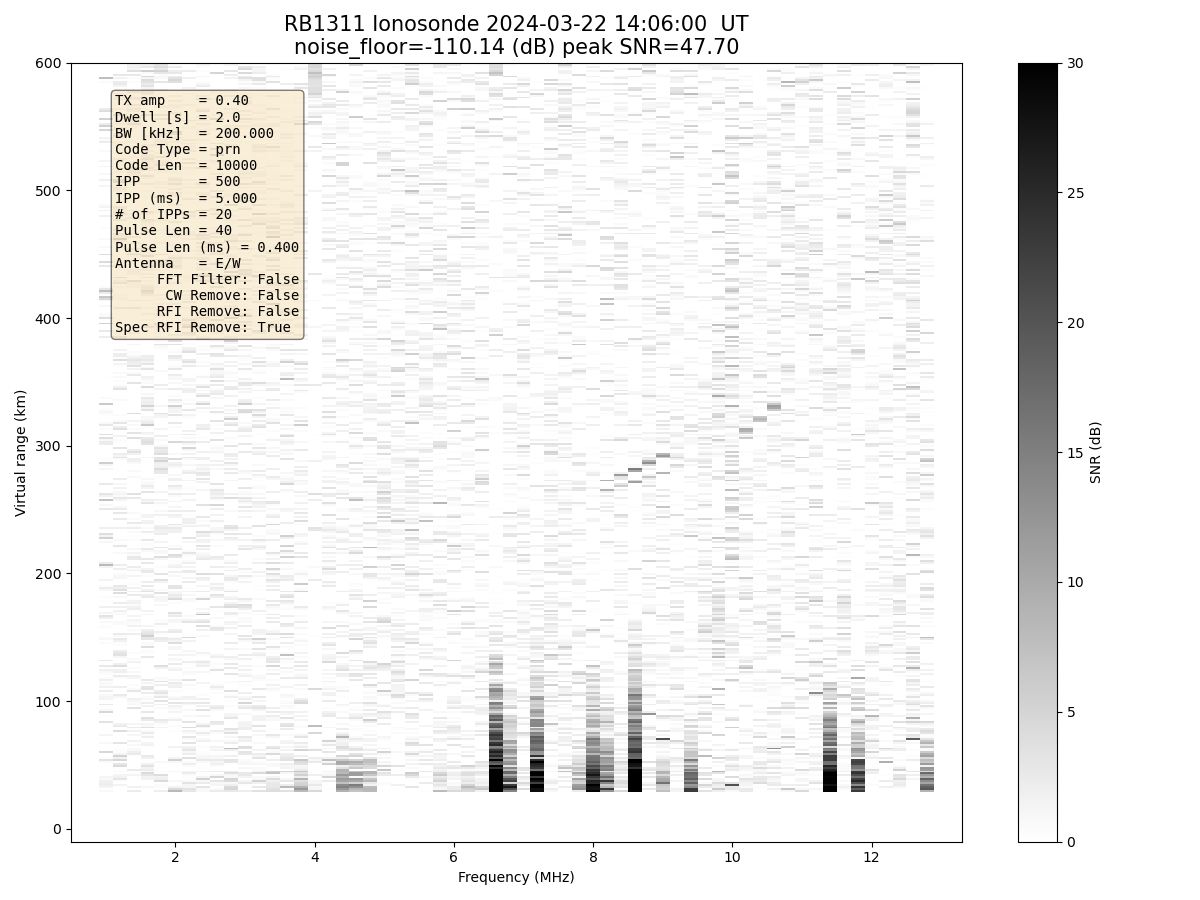 RB1311 Ionosonde 2024-03-22 14:06:00  UT
noise_floor=-110.14 (dB) peak SNR=47.70
TX amp    = 0.40
Dwell [s] = 2.0
BW [kHz]  = 200.000
Code Type = prn
Code Len  = 10000
IPP       = 500
IPP (ms)  = 5.000
# of IPPs = 20
Pulse Len = 40
Pulse Len (ms) = 0.400
Antenna   = E/W
FFT Filter: False
CW Remove: False
RFI Remove: False
Spec RFI Remove: True
Virtual range (km)
600
500
400
300
200
100
0
2 4 6 8 10 12
Frequency (MHz)
30
25
20
15
10
5
0
SNR (dB)